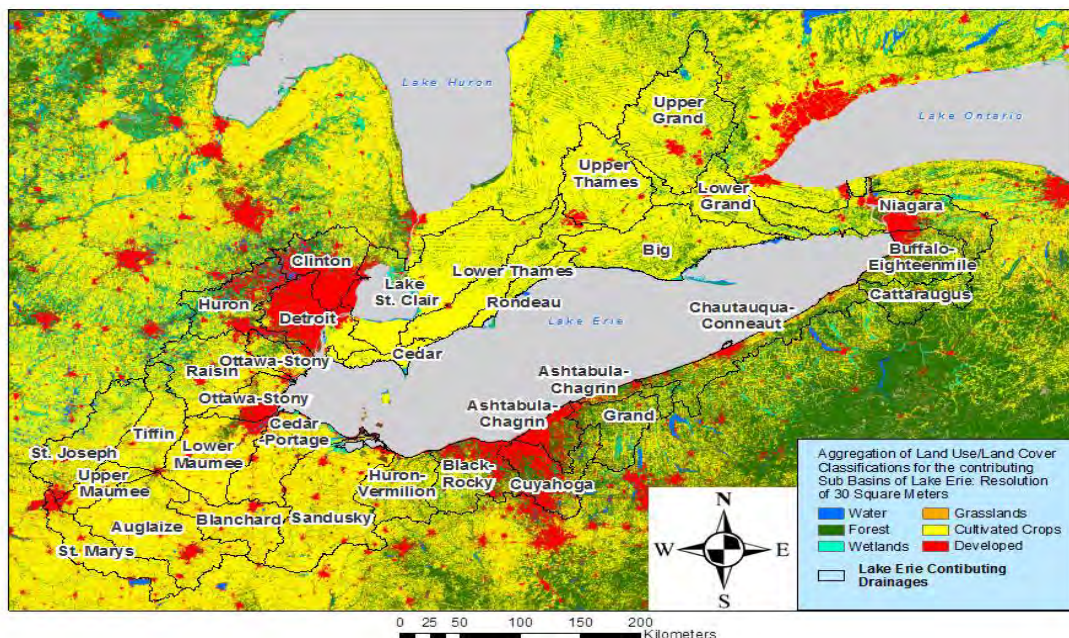 Lake Huron
Lake Ontario
Upper
Grand
Upper
Thames
Lower
Grand
Niagara
Big
Buffalo-
Eighteenmile
Clinton
Lower Thames
Lake
St. Clair
Cattaraugus
Huron
Rondeau
Detroit
Lake Erie
Chautauqua-
Conneaut
Cedar
Ottawa-Stony
Raisin
Ashtabula-
Chagrin
Ottawa-Stony
Ashtabula-
Chagrin
Grand
Cedar-
Portage
Tiffin
Lower
Maumee
St. Joseph
Upper
Maumee
Huron-
Vermilion
Black-
Rocky
Cuyahoga
Auglaize
Blanchard
Sandusky
St. Marys
N
W
E
S
Aggregation of Land Use/Land Cover
Classifications for the contributing
Sub Basins of Lake Erie: Resolution
of 30 Square Meters
Water
Grasslands
Forest
Cultivated Crops
Wetlands
Developed
Lake Erie Contributing
Drainages
0 25 50 100 150 200
Kilometers